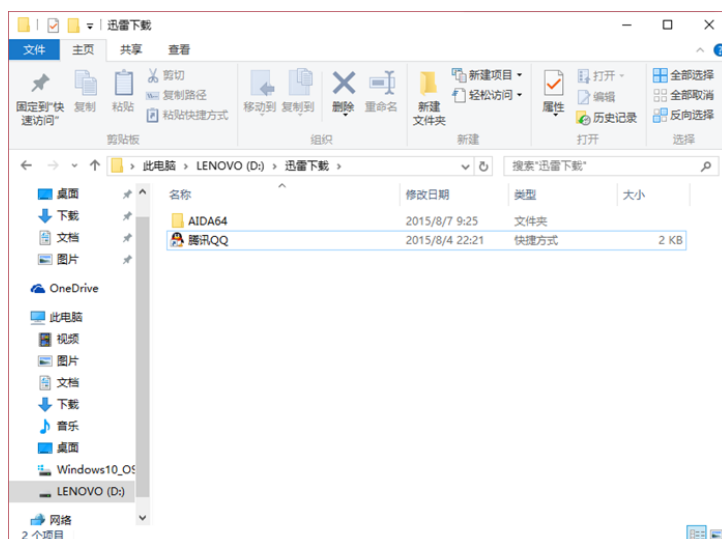 迅雷下载
文件 主页 共享 查看
固定到"快速访问"
复制
粘贴
剪切
复制路径
粘贴快捷方式
剪贴板
移动到
复制到
删除
重命名
组织
新建文件夹
新建项目
轻松访问
新建
属性
打开
编辑
历史记录
打开
全部选择
全部取消
反向选择
选择
此电脑 LENOVO (D:) 迅雷下载
搜索"迅雷下载"
桌面
下载
文档
图片
OneDrive
此电脑
视频
图片
文档
下载
音乐
桌面
Windows10_OS
LENOVO (D:)
网络
名称 修改日期 类型 大小
AIDA64 2015/8/7 9:25 文件夹
腾讯QQ 2015/8/4 22:21 快捷方式 2 KB
2 个项目